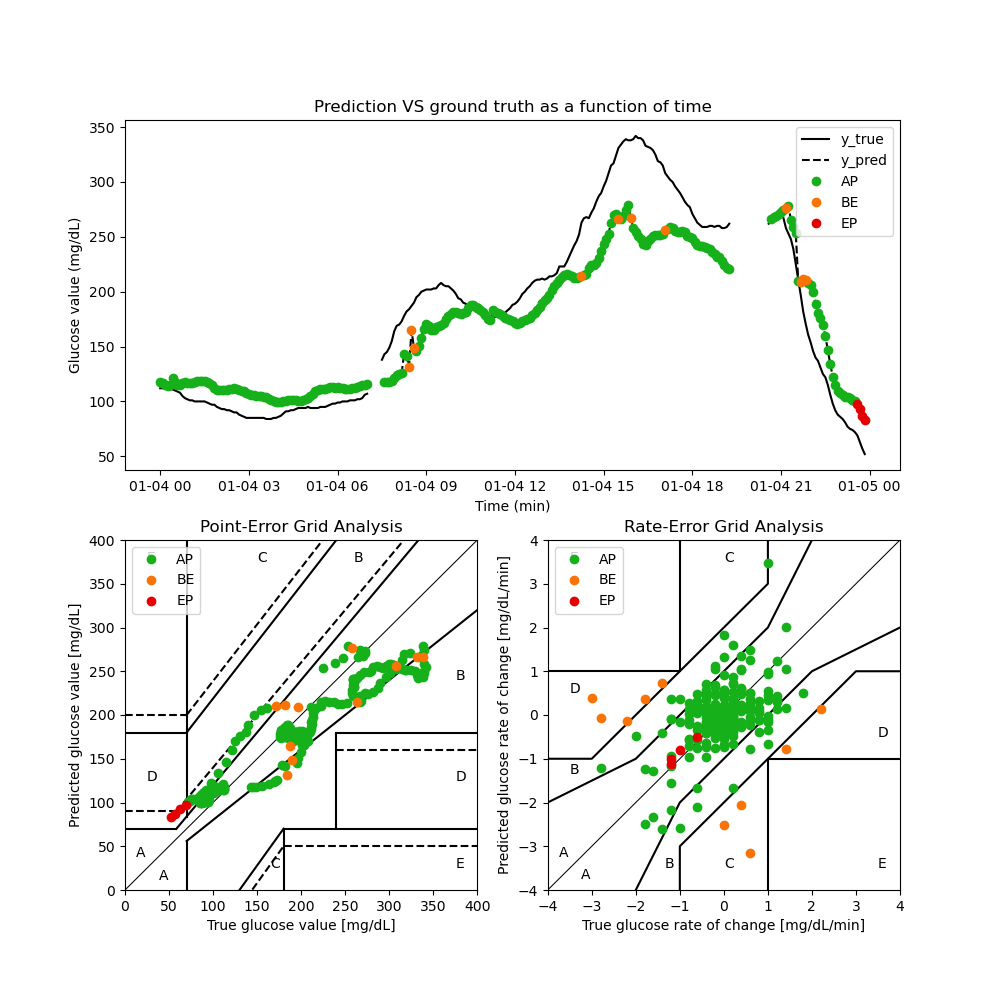 Prediction VS ground truth as a function of time
Glucose value (mg/dL)
350
300
250
200
150
100
50
y_true
y_pred
AP
BE
EP
01-04 00 01-04 03 01-04 06 01-04 09 01-04 12 01-04 15 01-04 18 01-04 21 01-05 00
Time (min)
Point-Error Grid Analysis
Predicted glucose value [mg/dL]
400
350
300
250
200
150
100
50
0
AP
BE
EP
C B
B
D D
A
A
C E
0 50 100 150 200 250 300 350 400
True glucose value [mg/dL]
Rate-Error Grid Analysis
Predicted glucose rate of change [mg/dL/min]
4
3
2
1
0
−1
−2
−3
−4
AP
BE
EP
C
D
D
B
A
A
B C E
−4 −3 −2 −1 0 1 2 3 4
True glucose rate of change [mg/dL/min]